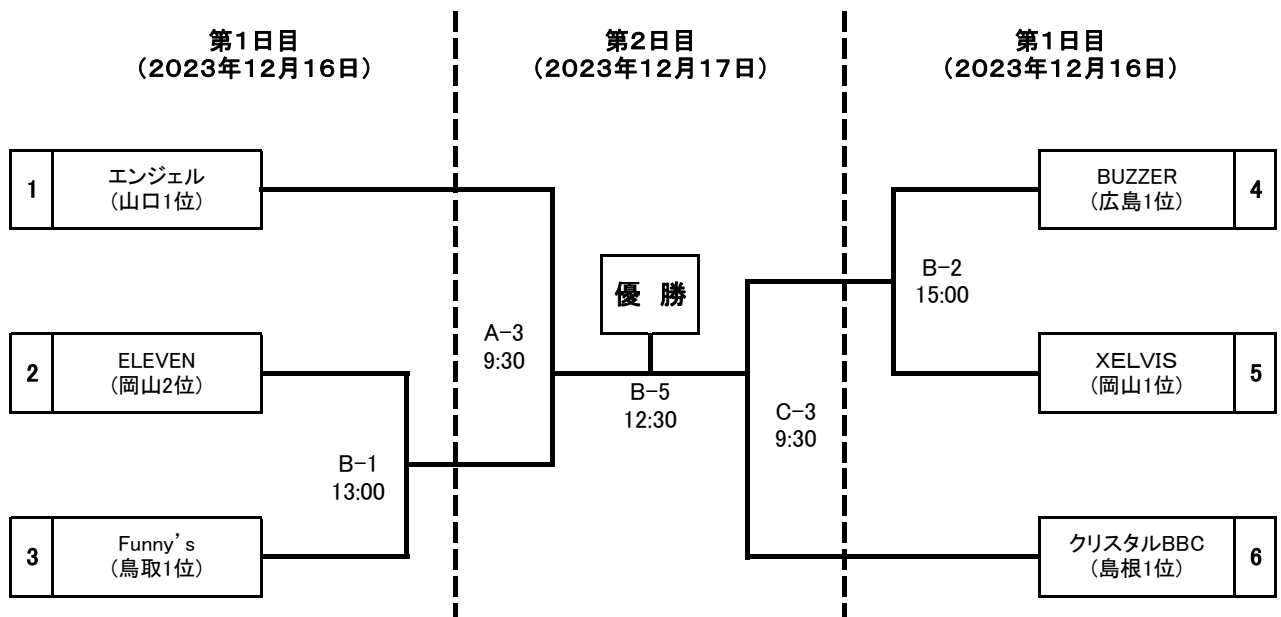 第1日目
（2023年12月16日）
第2日目
（2023年12月17日）
第1日目
（2023年12月16日）
1
エンジェル
(山口1位)
BUZZER
(広島1位)
4
B-2
15:00
優 勝
A-3
9:30
2
ELEVEN
(岡山2位)
XELVIS
(岡山1位)
5
B-5
12:30
C-3
9:30
B-1
13:00
3
Funny's
(鳥取1位)
クリスタルBBC
(島根1位)
6